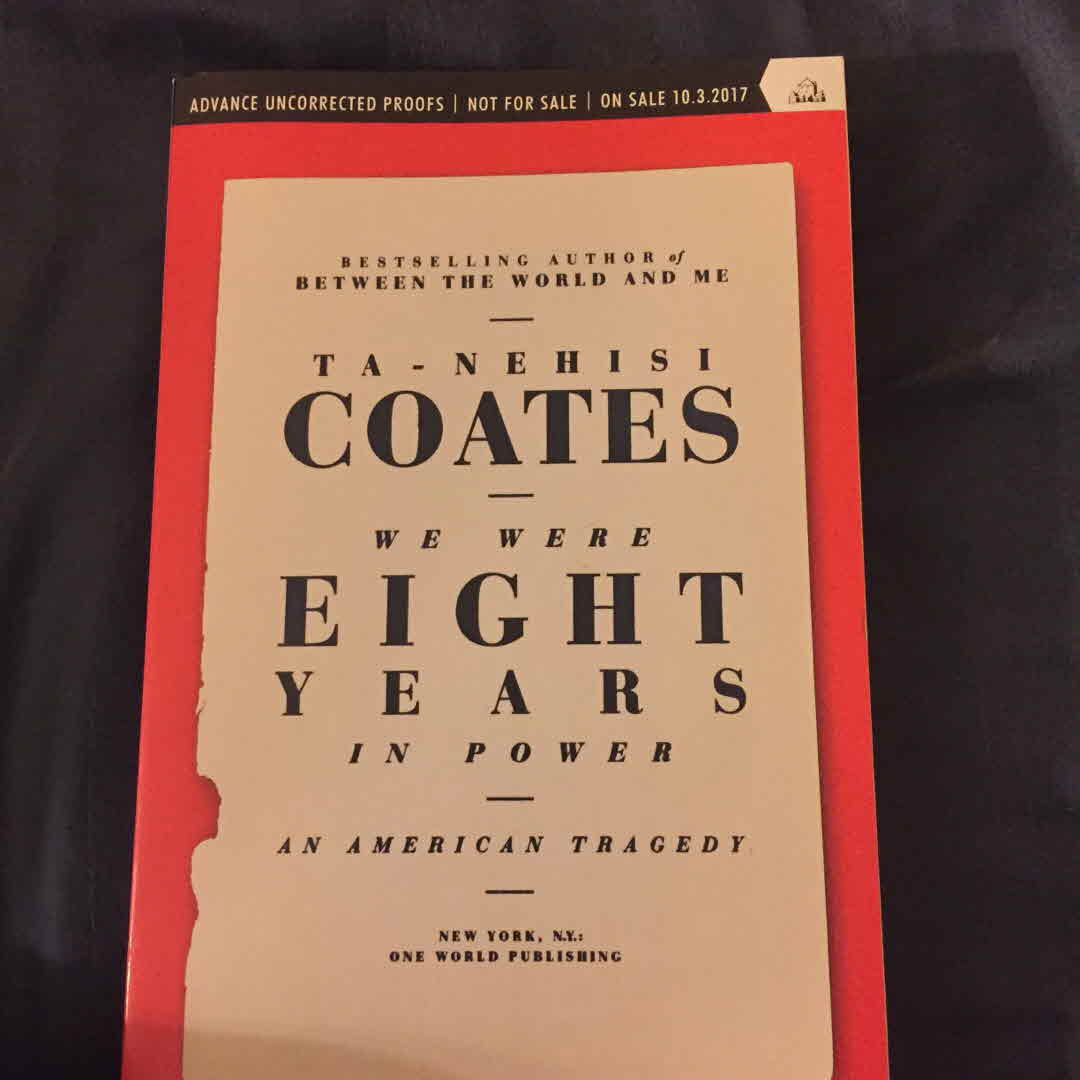 ADVANCE UNCORRECTED PROOFS | NOT FOR SALE | ON SALE 10.3.2017
BESTSELLING AUTHOR of
BETWEEN THE WORLD AND ME
TA-NEHISI
COATES
WE WERE
EIGHT
YEARS
IN POWER
AN AMERICAN TRAGEDY
NEW YORK, N.Y.:
ONE WORLD PUBLISHING